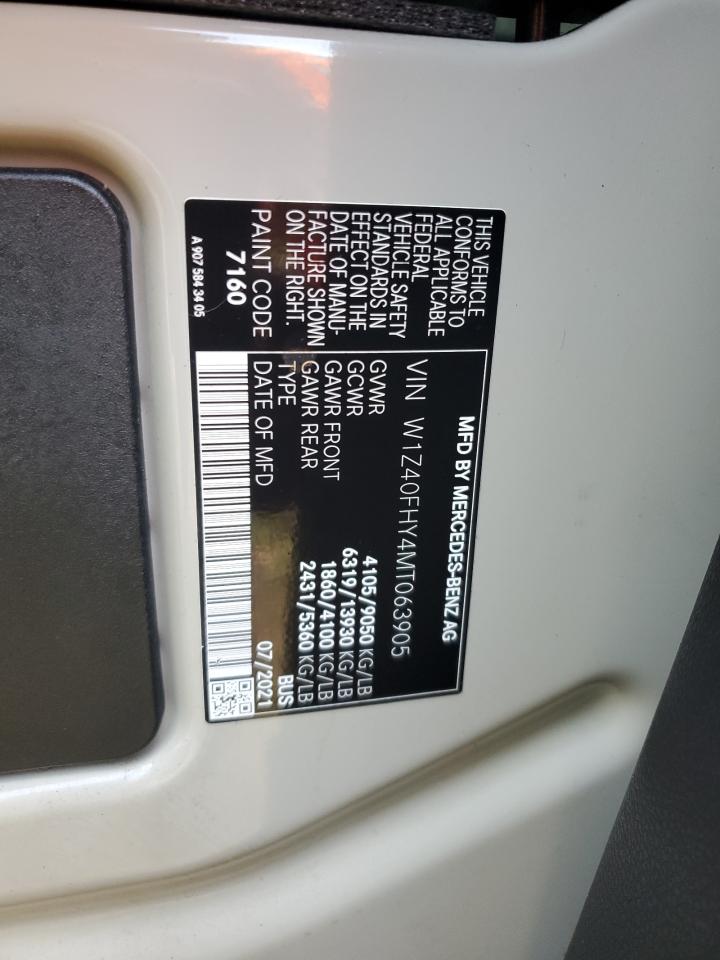 THIS VEHICLE
CONFORMS TO
ALL APPLICABLE
FEDERAL
VEHICLE SAFETY
STANDARDS IN
EFFECT ON THE
DATE OF MANU-
FACTURE SHOWN
ON THE RIGHT.
PAINT CODE
7160
A 907 584 34 05
MFD BY MERCEDES-BENZ AG
VIN W1Z40FHY4MT063905
GVWR 4105/9050 KG/LB
GCWR 6319/13930 KG/LB
GAWR FRONT 1860/4100 KG/LB
GAWR REAR 2431/5360 KG/LB
TYPE BUS
DATE OF MFD 07/2021